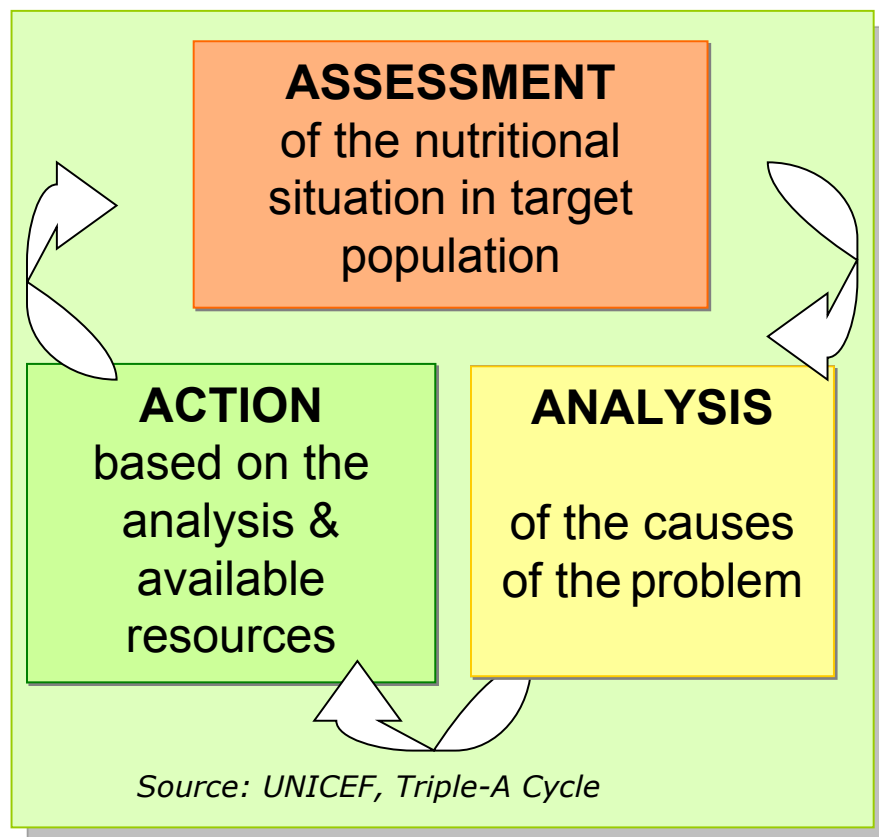 ASSESSMENT
of the nutritional
situation in target
population
ACTION
based on the
analysis &
available
resources
ANALYSIS
of the causes
of the problem
Source: UNICEF, Triple-A Cycle